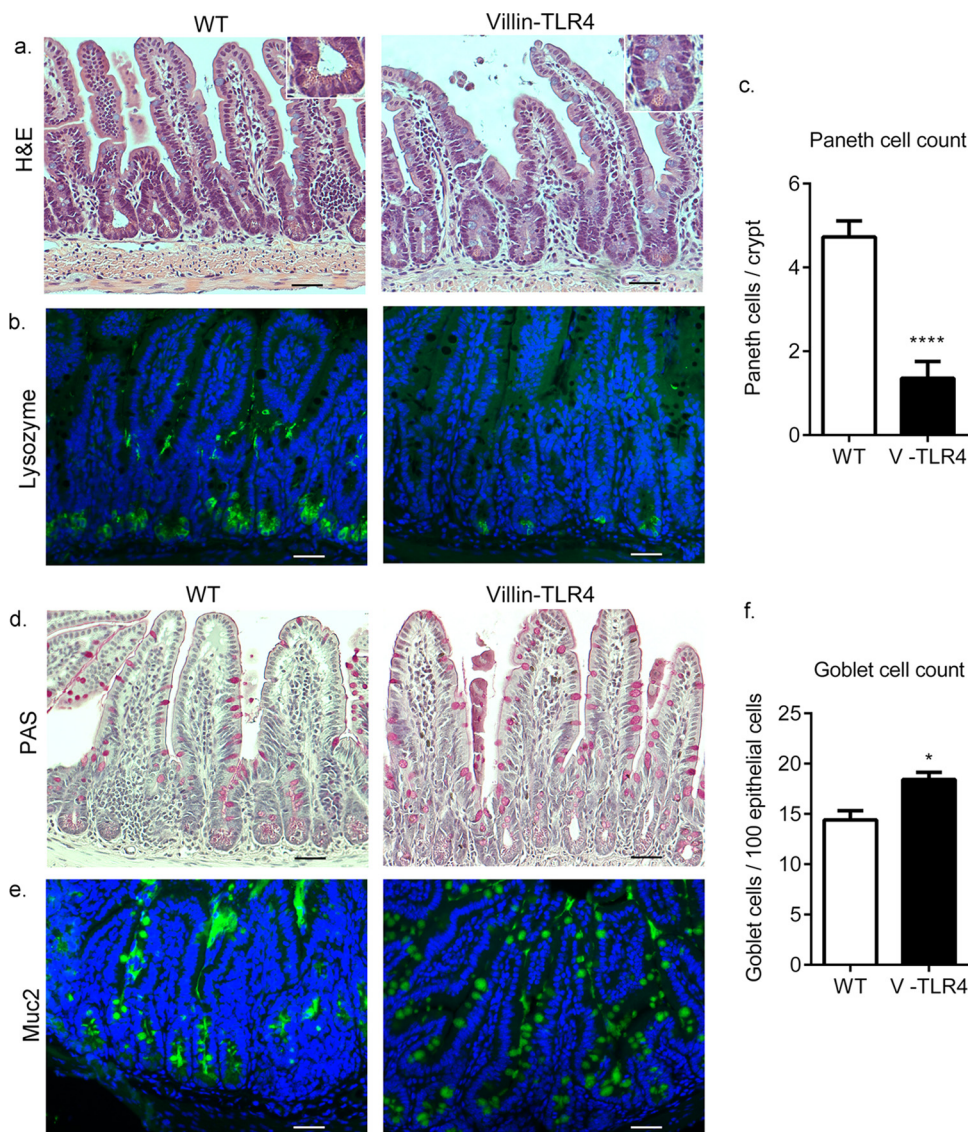 WT
Villin-TLR4
a.
H&E
b.
Lysozyme
c.
Paneth cell count
Paneth cells / crypt
6
4
2
0
****
WT
V -TLR4
WT
Villin-TLR4
d.
PAS
e.
Muc2
f.
Goblet cell count
Goblet cells / 100 epithelial cells
25
20
15
10
5
0
*
WT
V -TLR4